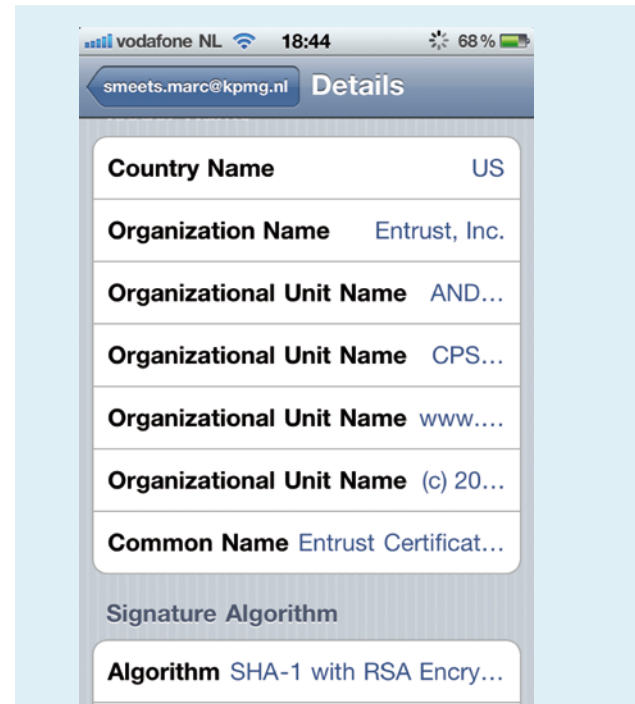 vodafone NL 18:44 68%
smeets.marc@kpmg.nl Details
Country Name US
Organization Name Entrust, Inc.
Organizational Unit Name AND...
Organizational Unit Name CPS...
Organizational Unit Name www....
Organizational Unit Name (c) 20...
Common Name Entrust Certificat...
Signature Algorithm
Algorithm SHA-1 with RSA Encry...